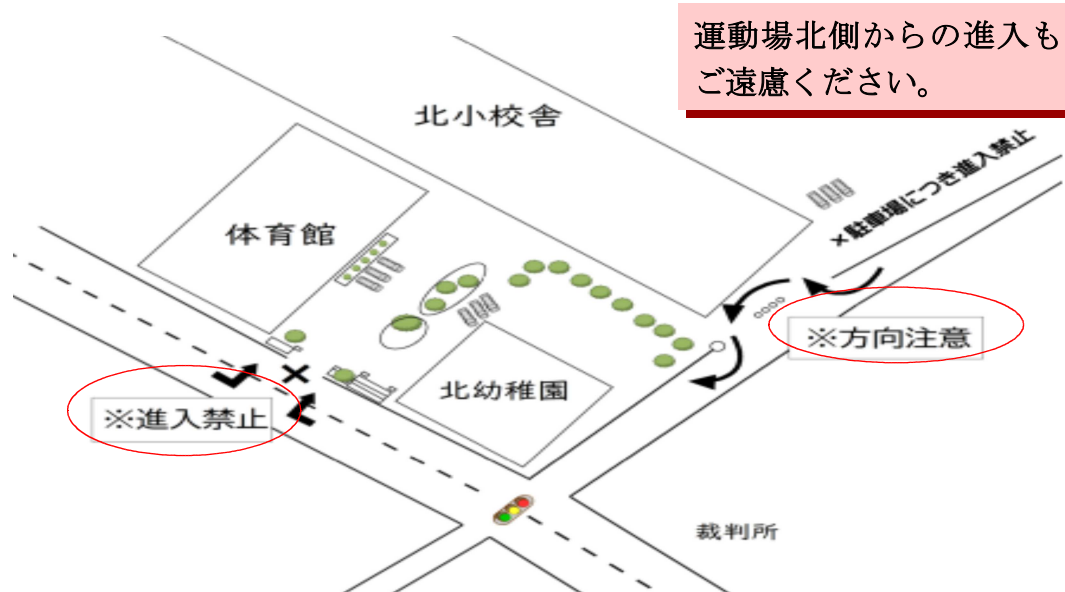 運動場北側からの進入も
ご遠慮ください。
北小校舎
×駐車場につき進入禁止
体育館
※方向注意
北幼稚園
※進入禁止
裁判所